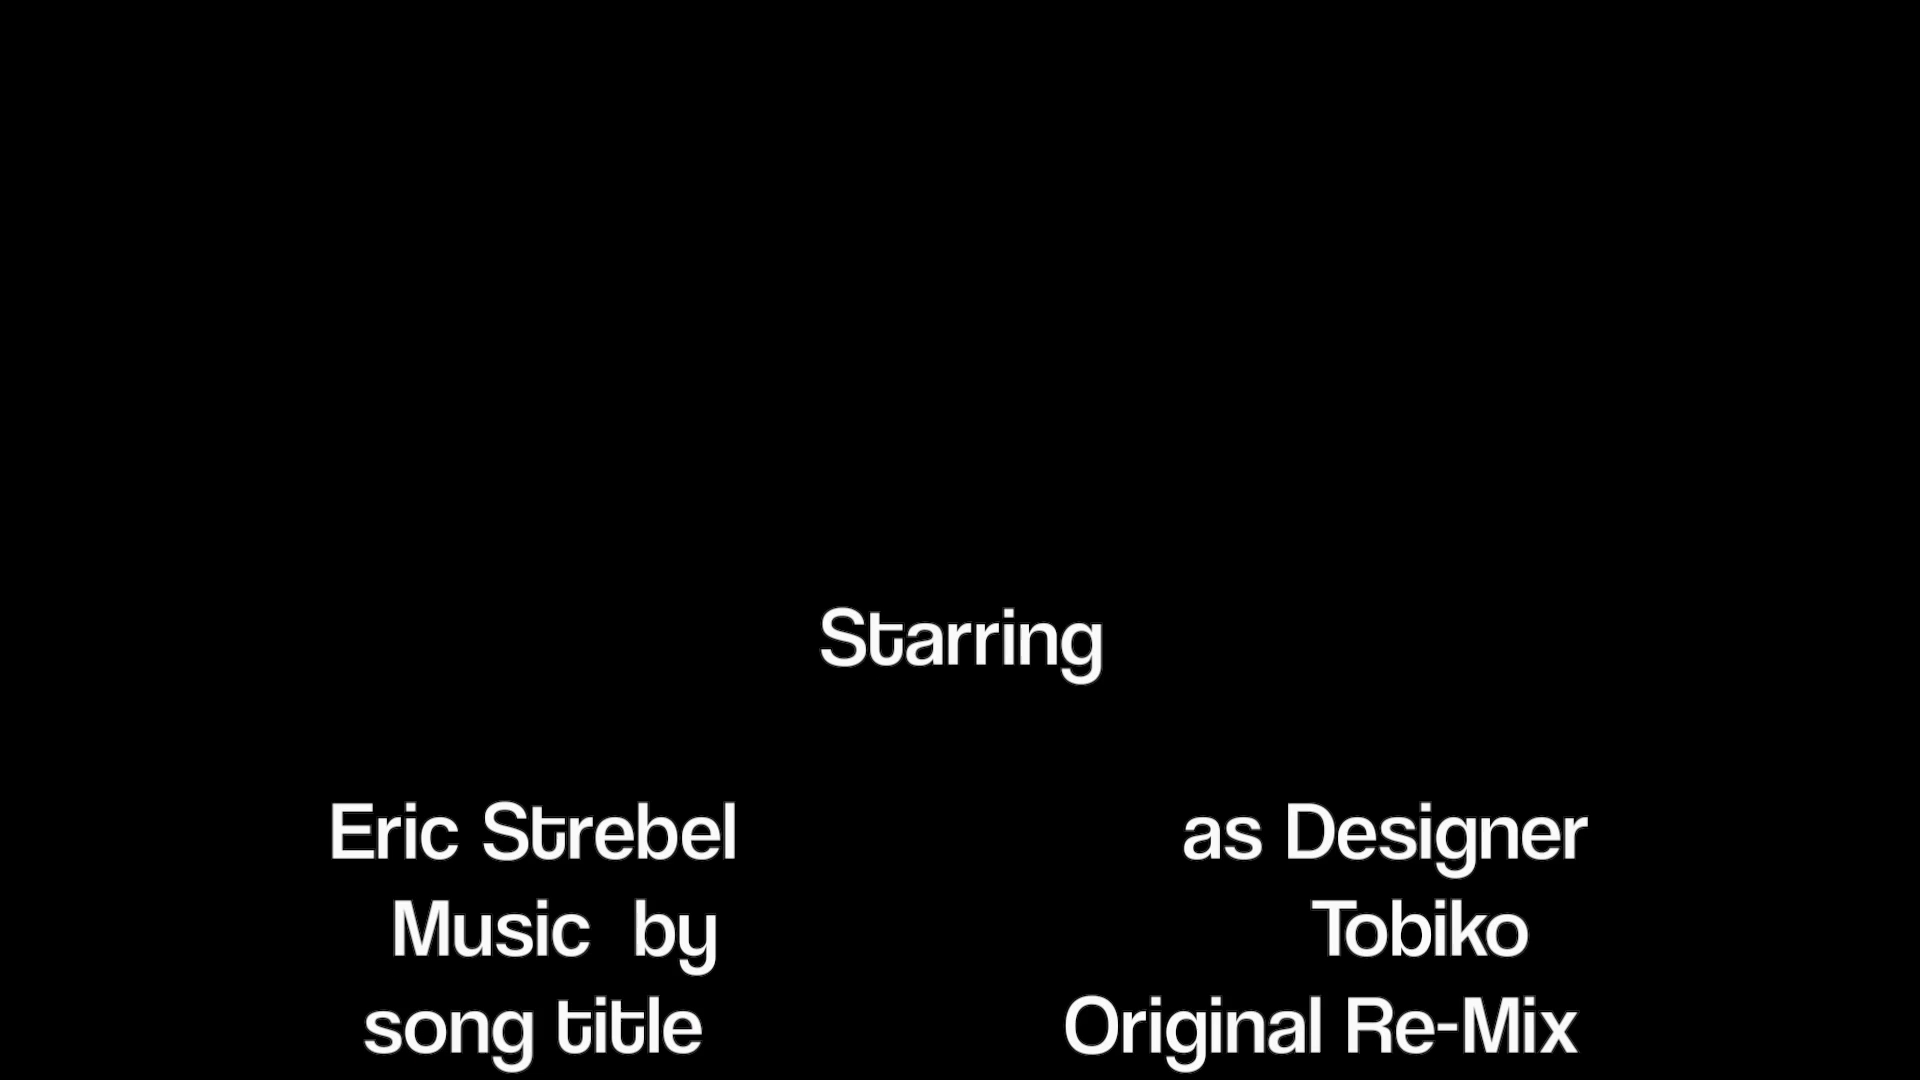 Starring
Eric Strebel as Designer
Music by Tobiko
song title Original Re-Mix